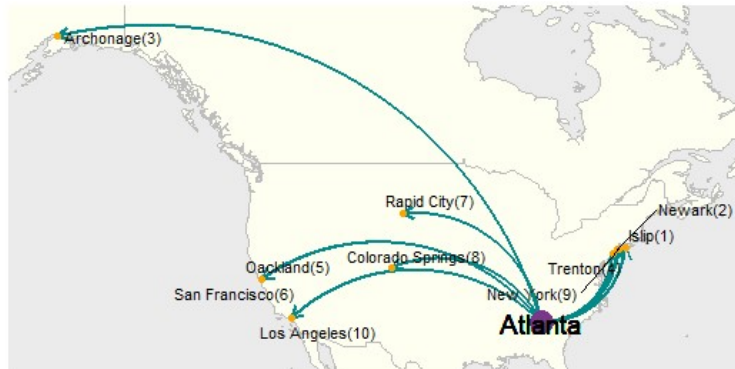 Archonage(3)
Rapid City(7)
Newark(2)
Islip(1)
Colorado Springs(8)
Trenton(4)
Oackland(5)
San Francisco(6)
New York(9)
Atlanta
Los Angeles(10)